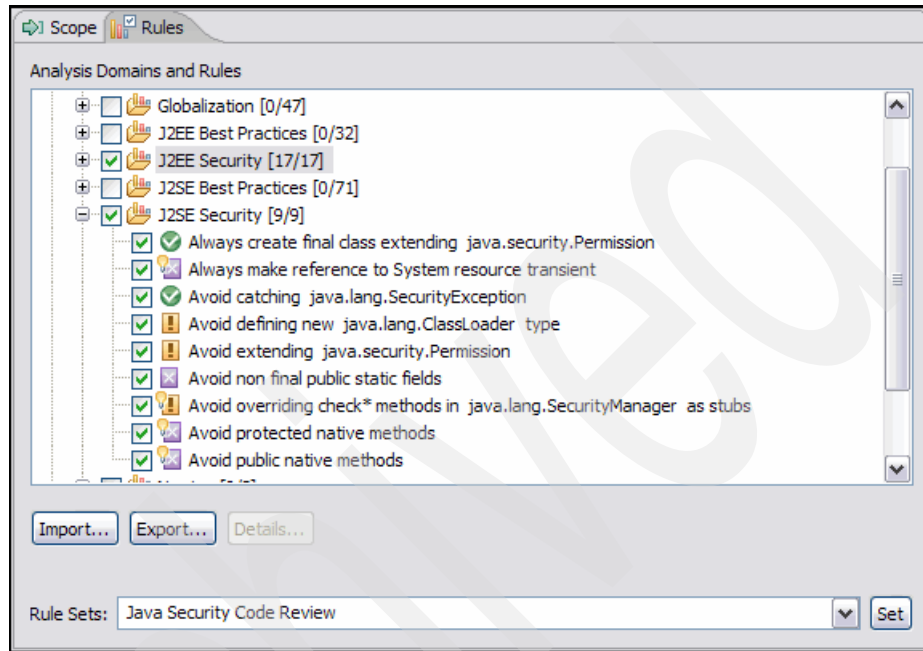 Scope Rules
Analysis Domains and Rules
Globalization [0/47]
J2EE Best Practices [0/32]
J2EE Security [17/17]
J2SE Best Practices [0/71]
J2SE Security [9/9]
Always create final class extending java.security.Permission
Always make reference to System resource transient
Avoid catching java.lang.SecurityException
Avoid defining new java.lang.ClassLoader type
Avoid extending java.security.Permission
Avoid non final public static fields
Avoid overriding check* methods in java.lang.SecurityManager as stubs
Avoid protected native methods
Avoid public native methods
Import... Export... Details...
Rule Sets: Java Security Code Review Set